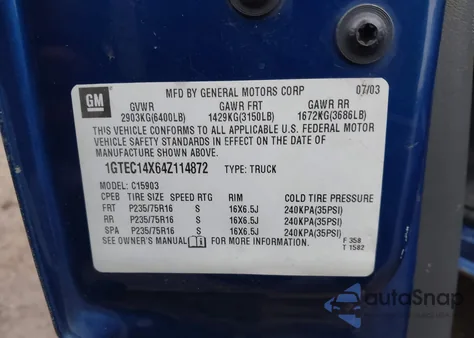 GM
MFD BY GENERAL MOTORS CORP 07/03
GVWR GAWR FRT GAWR RR
2903KG(6400LB) 1429KG(3150LB) 1672KG(3686LB)
THIS VEHICLE CONFORMS TO ALL APPLICABLE U.S. FEDERAL MOTOR
VEHICLE SAFETY STANDARDS IN EFFECT ON THE DATE OF
MANUFACTURE SHOWN ABOVE.
1GTEC14X64Z114872 TYPE: TRUCK
MODEL: C15903
CPEB TIRE SIZE SPEED RTG RIM COLD TIRE PRESSURE
FRT P235/75R16 S 16X6.5J 240KPA(35PSI)
RR P235/75R16 S 16X6.5J 240KPA(35PSI)
SPA P235/75R16 S 16X6.5J 240KPA(35PSI)
SEE OWNER'S MANUAL FOR ADDITIONAL INFORMATION.
F 358
T 1582
autoSnap